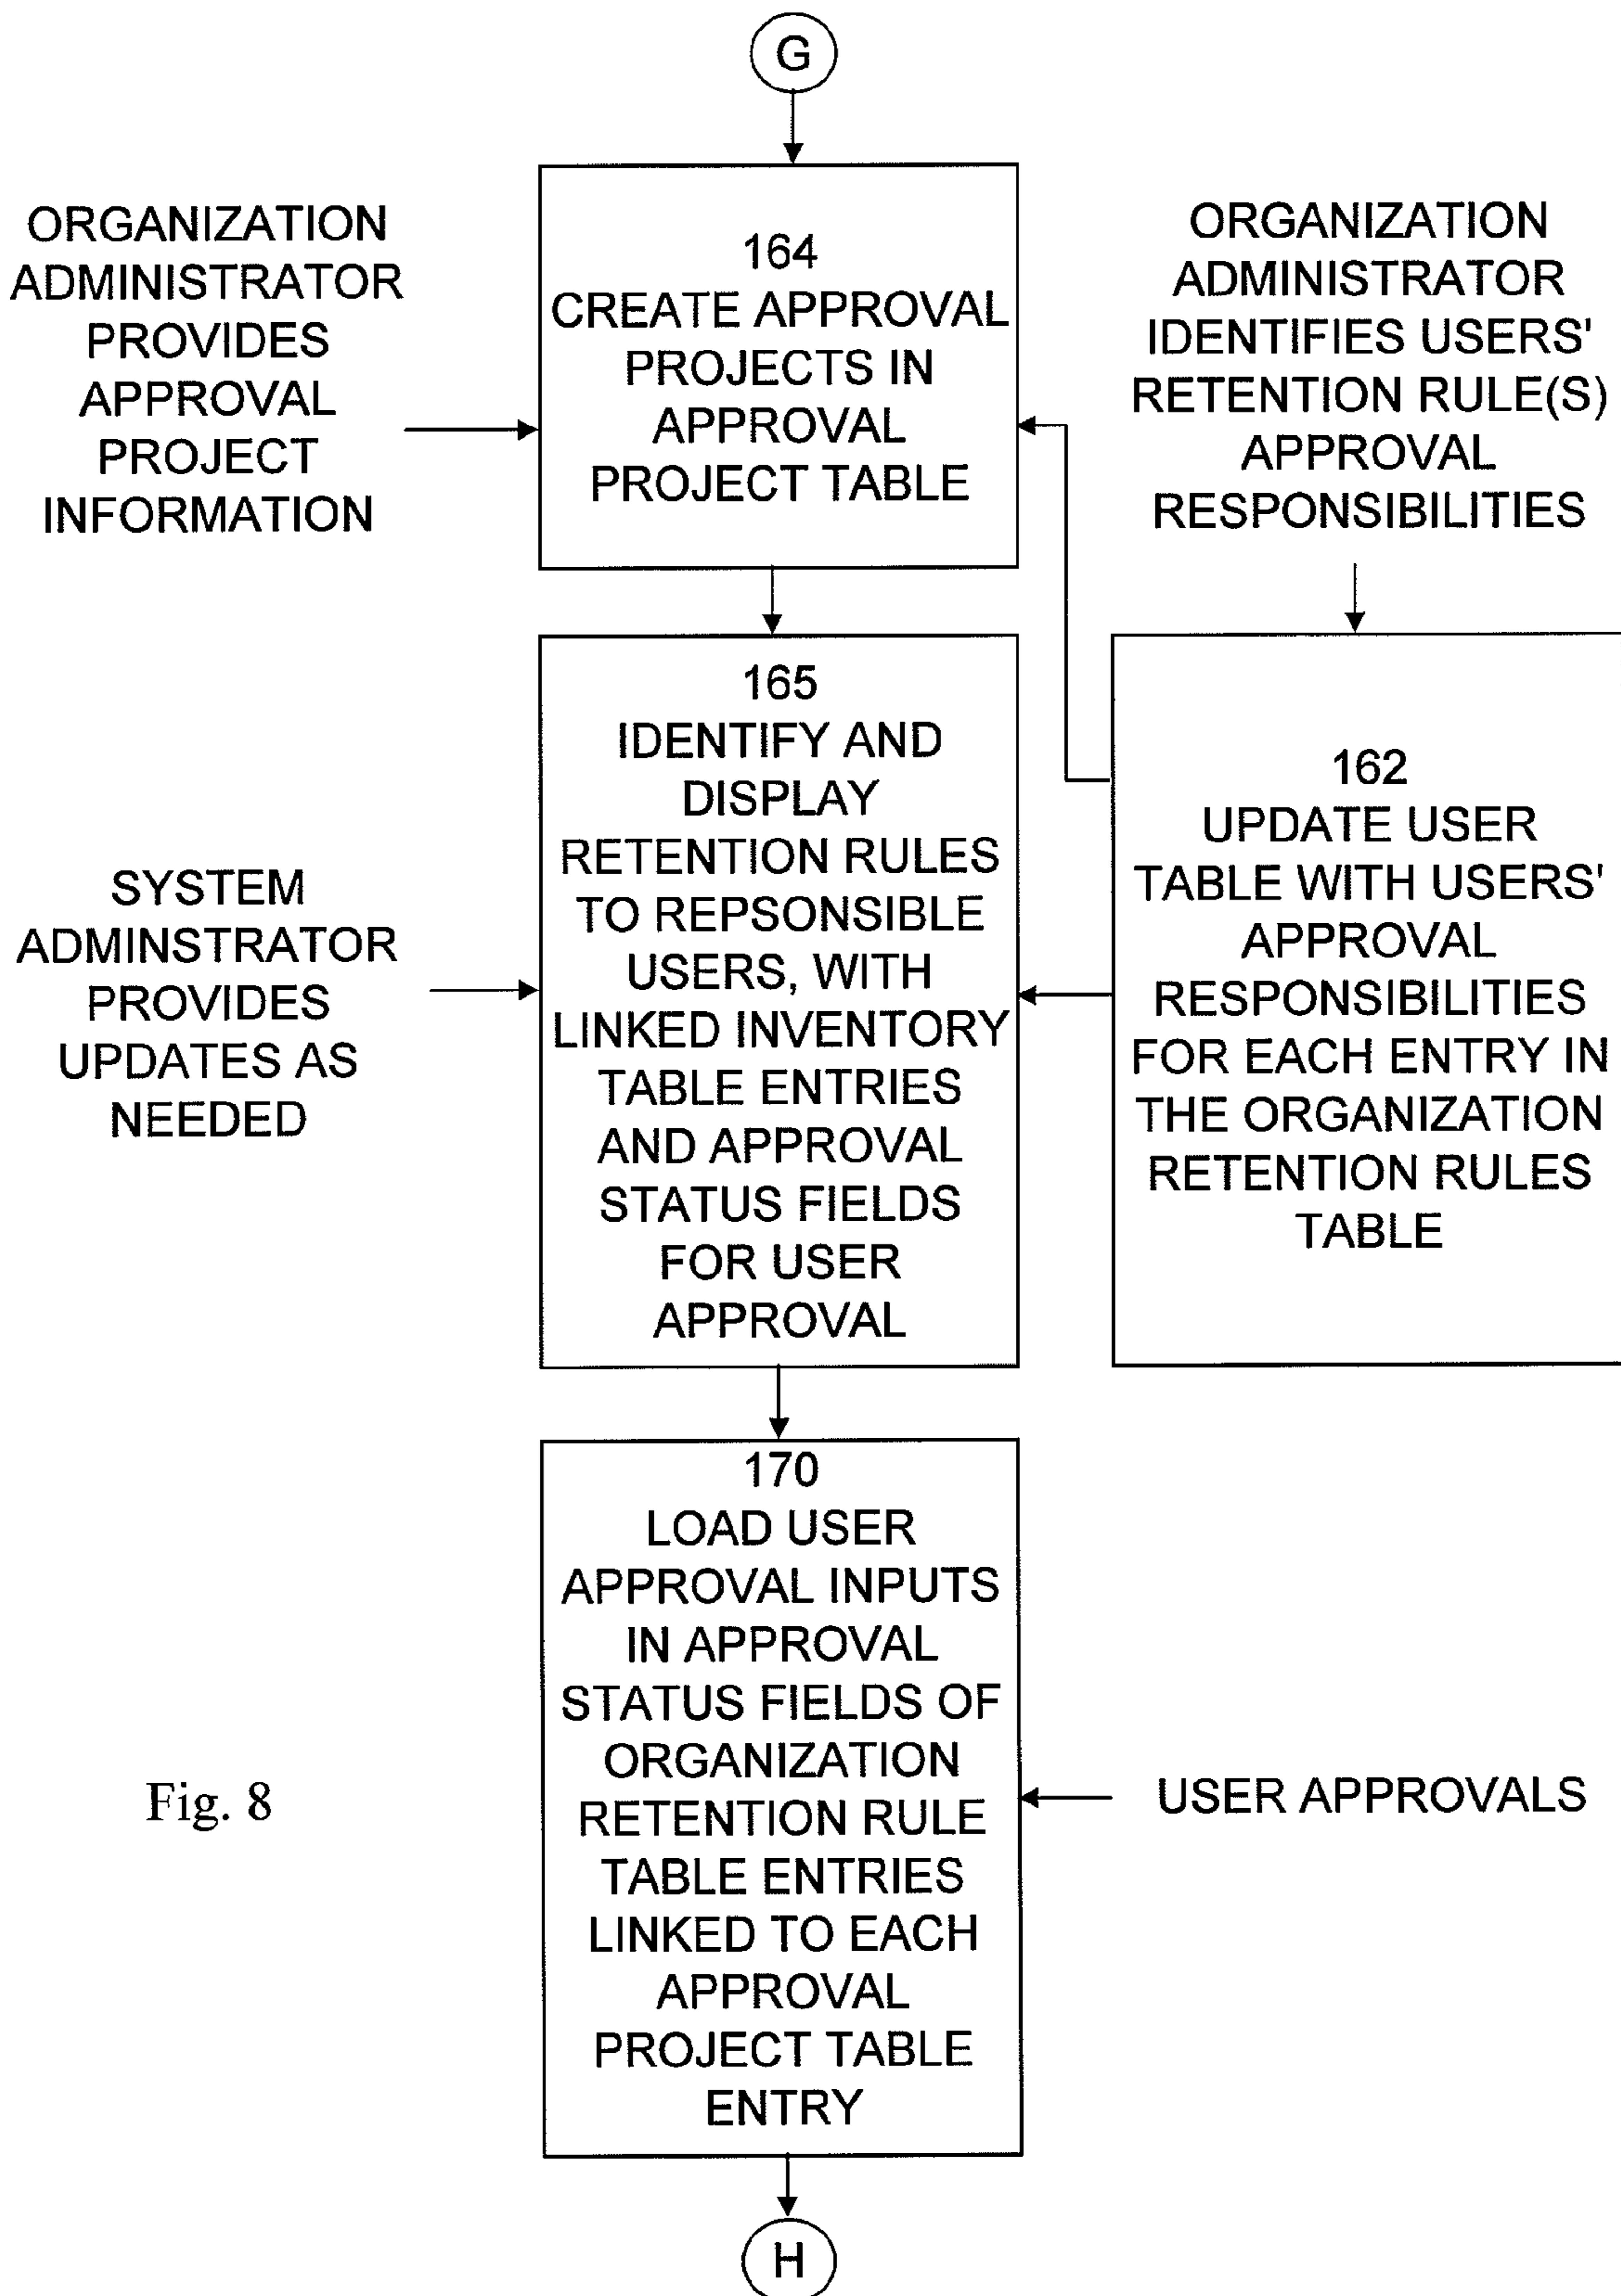 G
ORGANIZATION
ADMINISTRATOR
PROVIDES
APPROVAL
PROJECT
INFORMATION
164
CREATE APPROVAL
PROJECTS IN
APPROVAL
PROJECT TABLE
ORGANIZATION
ADMINISTRATOR
IDENTIFIES USERS'
RETENTION RULE(S)
APPROVAL
RESPONSIBILITIES
SYSTEM
ADMINSTRATOR
PROVIDES
UPDATES AS
NEEDED
165
IDENTIFY AND
DISPLAY
RETENTION RULES
TO REPSONSIBLE
USERS, WITH
LINKED INVENTORY
TABLE ENTRIES
AND APPROVAL
STATUS FIELDS
FOR USER
APPROVAL
162
UPDATE USER
TABLE WITH USERS'
APPROVAL
RESPONSIBILITIES
FOR EACH ENTRY IN
THE ORGANIZATION
RETENTION RULES
TABLE
170
LOAD USER
APPROVAL INPUTS
IN APPROVAL
STATUS FIELDS OF
ORGANIZATION
RETENTION RULE
TABLE ENTRIES
LINKED TO EACH
APPROVAL
PROJECT TABLE
ENTRY
USER APPROVALS
Fig. 8
H